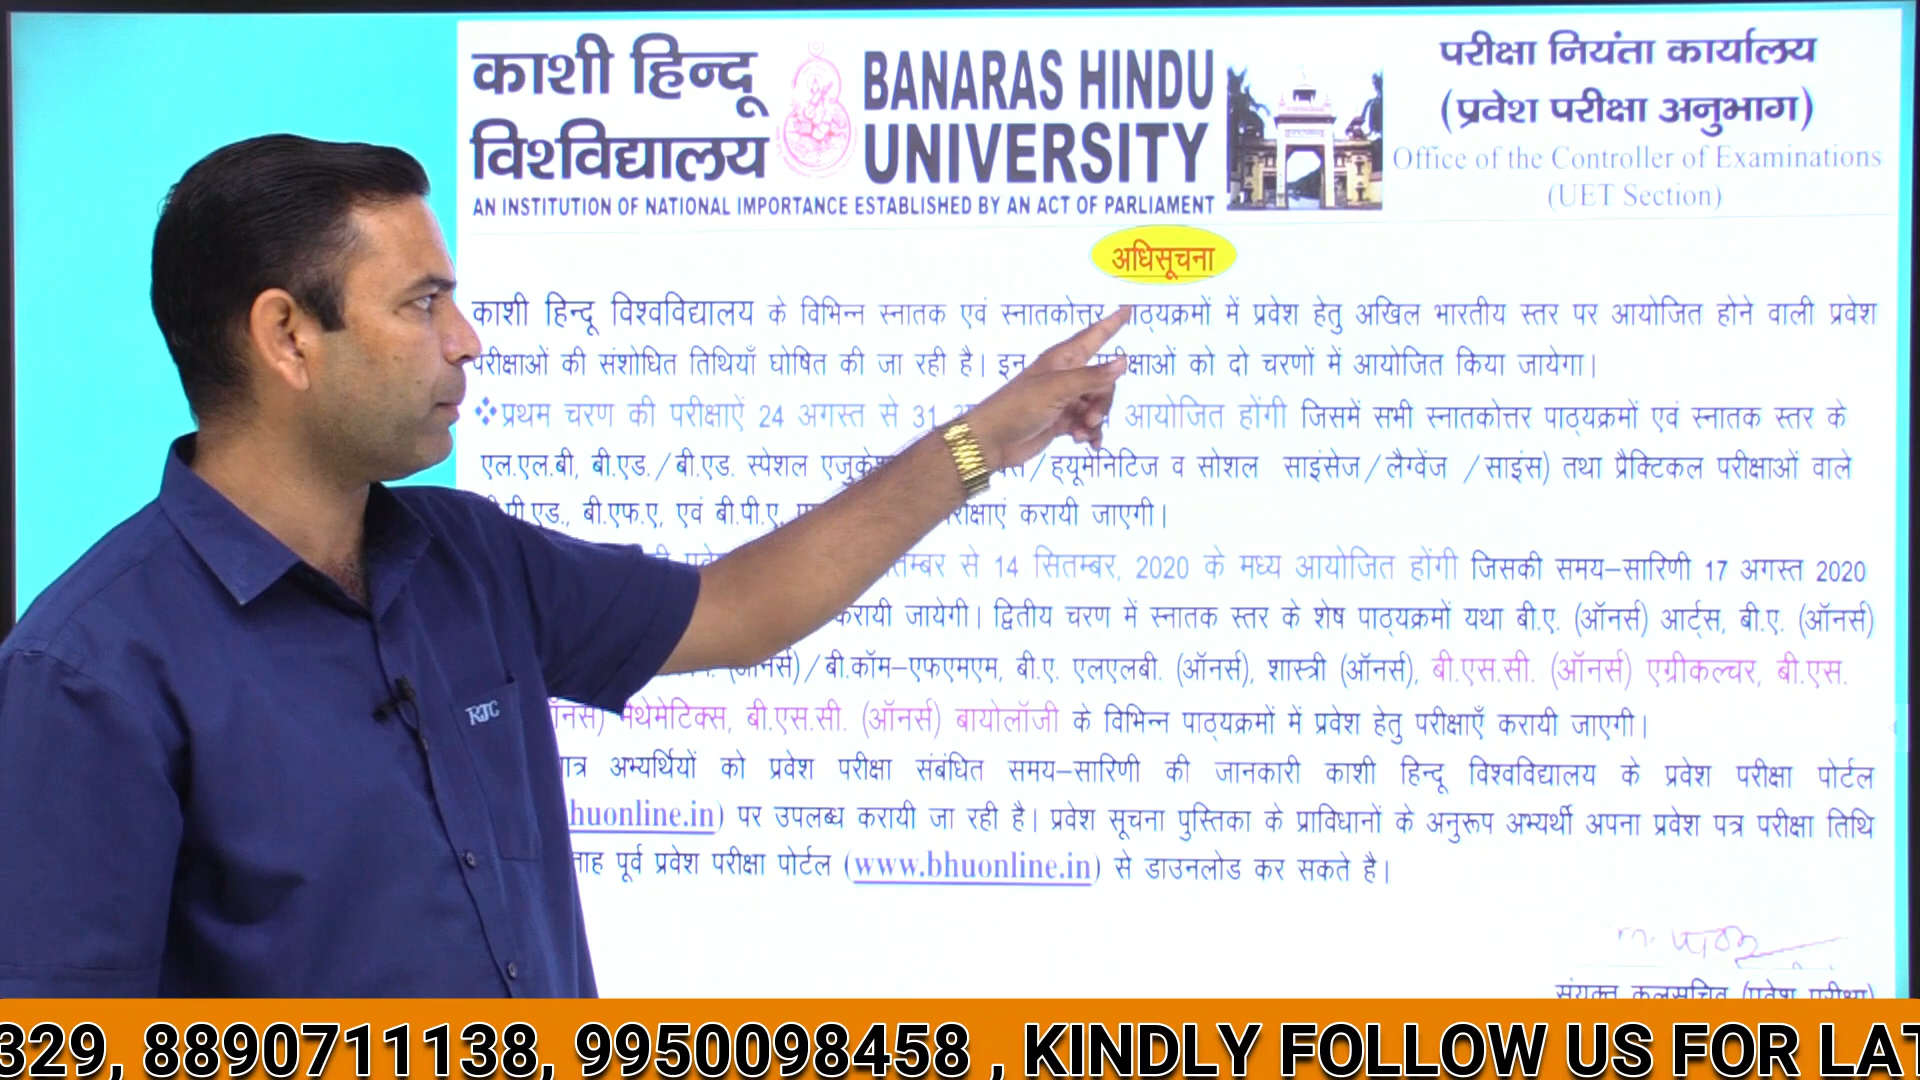 काशी हिन्दू
विश्वविद्यालय
BANARAS HINDU
UNIVERSITY
AN INSTITUTION OF NATIONAL IMPORTANCE ESTABLISHED BY AN ACT OF PARLIAMENT
परीक्षा नियंता कार्यालय
(प्रवेश परीक्षा अनुभाग)
Office of the Controller of Examinations
(UET Section)
अधिसूचना
काशी हिन्दू विश्वविद्यालय के विभिन्न स्नातक एवं स्नातकोत्तर पाठ्यक्रमों में प्रवेश हेतु अखिल भारतीय स्तर पर आयोजित होने वाली प्रवेश
परीक्षाओं की संशोधित तिथियाँ घोषित की जा रही है। इन परीक्षाओं को दो चरणों में आयोजित किया जायेगा।
❖प्रथम चरण की परीक्षाऐं 24 अगस्त से 31 आयोजित होंगी जिसमें सभी स्नातकोत्तर पाठ्यक्रमों एवं स्नातक स्तर के
एल.एल.बी, बी.एड./बी.एड. स्पेशल /ह्यूमेनिटिज व सोशल साइंसेज/लैग्वेंज /साइंस) तथा प्रैक्टिकल परीक्षाओं वाले
बी.एफ.ए, एवं बी.पी.ए. करायी जाएगी।
से 14 सितम्बर, 2020 के मध्य आयोजित होंगी जिसकी समय–सारिणी 17 अगस्त 2020
करायी जायेगी। द्वितीय चरण में स्नातक स्तर के शेष पाठ्यक्रमों यथा बी.ए. (ऑनर्स) आर्ट्स, बी.ए. (ऑनर्स)
/बी.कॉम–एफएमएम, बी.ए. एलएलबी. (ऑनर्स), शास्त्री (ऑनर्स), बी.एस.सी. (ऑनर्स) एग्रीकल्चर, बी.एस.
मैथेमेटिक्स, बी.एस.सी. (ऑनर्स) बायोलॉजी के विभिन्न पाठ्यक्रमों में प्रवेश हेतु परीक्षाएँ करायी जाएगी।
अभ्यर्थियों को प्रवेश परीक्षा संबंधित समय–सारिणी की जानकारी काशी हिन्दू विश्वविद्यालय के प्रवेश परीक्षा पोर्टल
huonline.in) पर उपलब्ध करायी जा रही है। प्रवेश सूचना पुस्तिका के प्राविधानों के अनुरूप अभ्यर्थी अपना प्रवेश पत्र परीक्षा तिथि
पूर्व प्रवेश परीक्षा पोर्टल (www.bhuonline.in) से डाउनलोड कर सकते है।
RJC
329, 8890711138, 9950098458 , KINDLY FOLLOW US FOR LAT